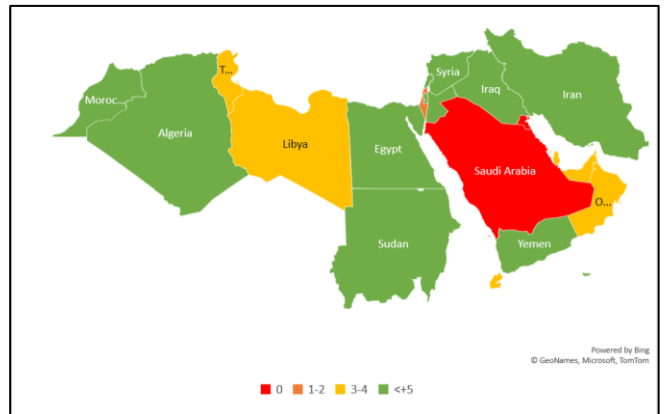 T...
Syria
Iraq
Iran
Moroc...
Algeria
Libya
Egypt
Saudi Arabia
O...
Sudan
Yemen
Powered by Bing
© GeoNames, Microsoft, TomTom
0 1-2 3-4 <+5